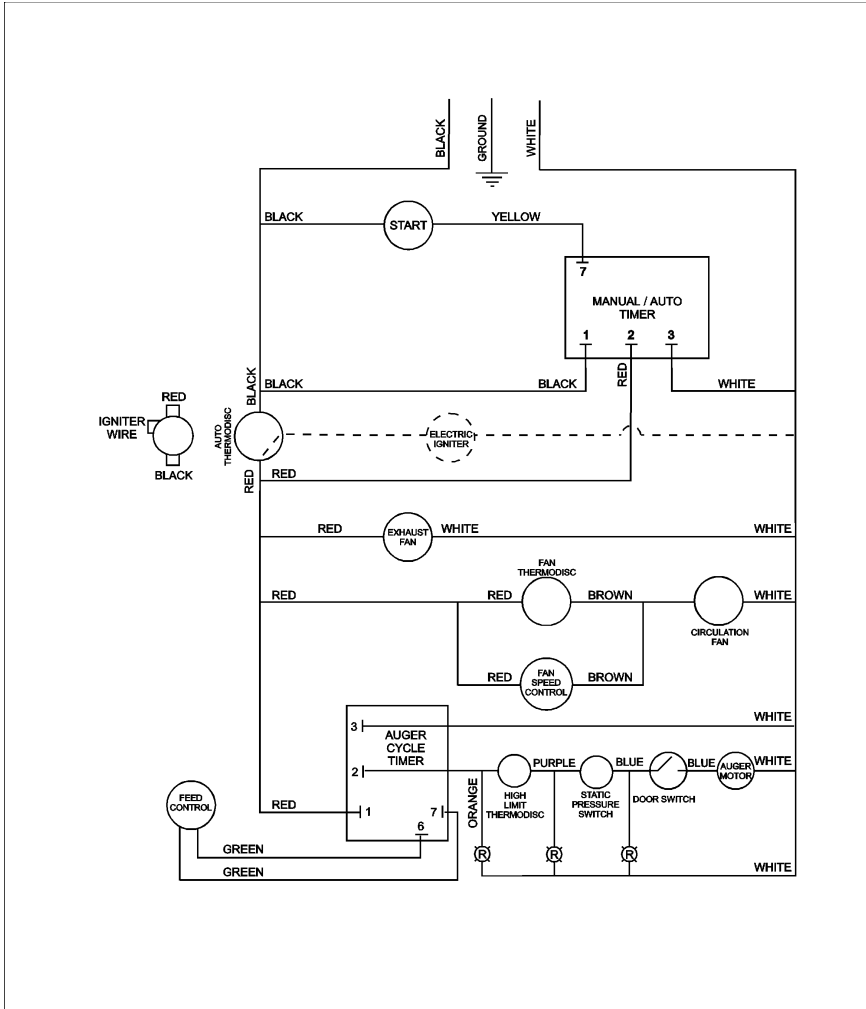 BLACK
GROUND
WHITE
BLACK
START
YELLOW
7
MANUAL / AUTO
TIMER
1
2
3
BLACK
BLACK
BLACK
RED
WHITE
RED
IGNITER
WIRE
BLACK
AUTO
THERMODISC
ELECTRIC
IGNITER
RED
RED
RED
EXHAUST
FAN
WHITE
WHITE
FAN
THERMODISC
RED
RED
BROWN
WHITE
CIRCULATION
FAN
RED
FAN
SPEED
CONTROL
BROWN
3
AUGER
CYCLE
TIMER
WHITE
2
ORANGE
PURPLE
BLUE
BLUE
AUGER
MOTOR
WHITE
HIGH
LIMIT
THERMODISC
STATIC
PRESSURE
SWITCH
DOOR SWITCH
FEED
CONTROL
RED
1
7
6
GREEN
GREEN
R
R
R
WHITE